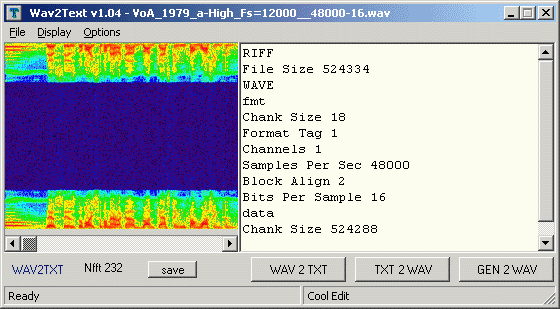 Wav2Text v1.04 - VoA_1979_a-High_Fs=12000__48000-16.wav
File Display Options
RIFF
File Size 524334
WAVE
fmt
Chank Size 18
Format Tag 1
Channels 1
Samples Per Sec 48000
Block Align 2
Bits Per Sample 16
data
Chank Size 524288
WAV2TXT Nfft 232 save WAV 2 TXT TXT 2 WAV GEN 2 WAV
Ready Cool Edit